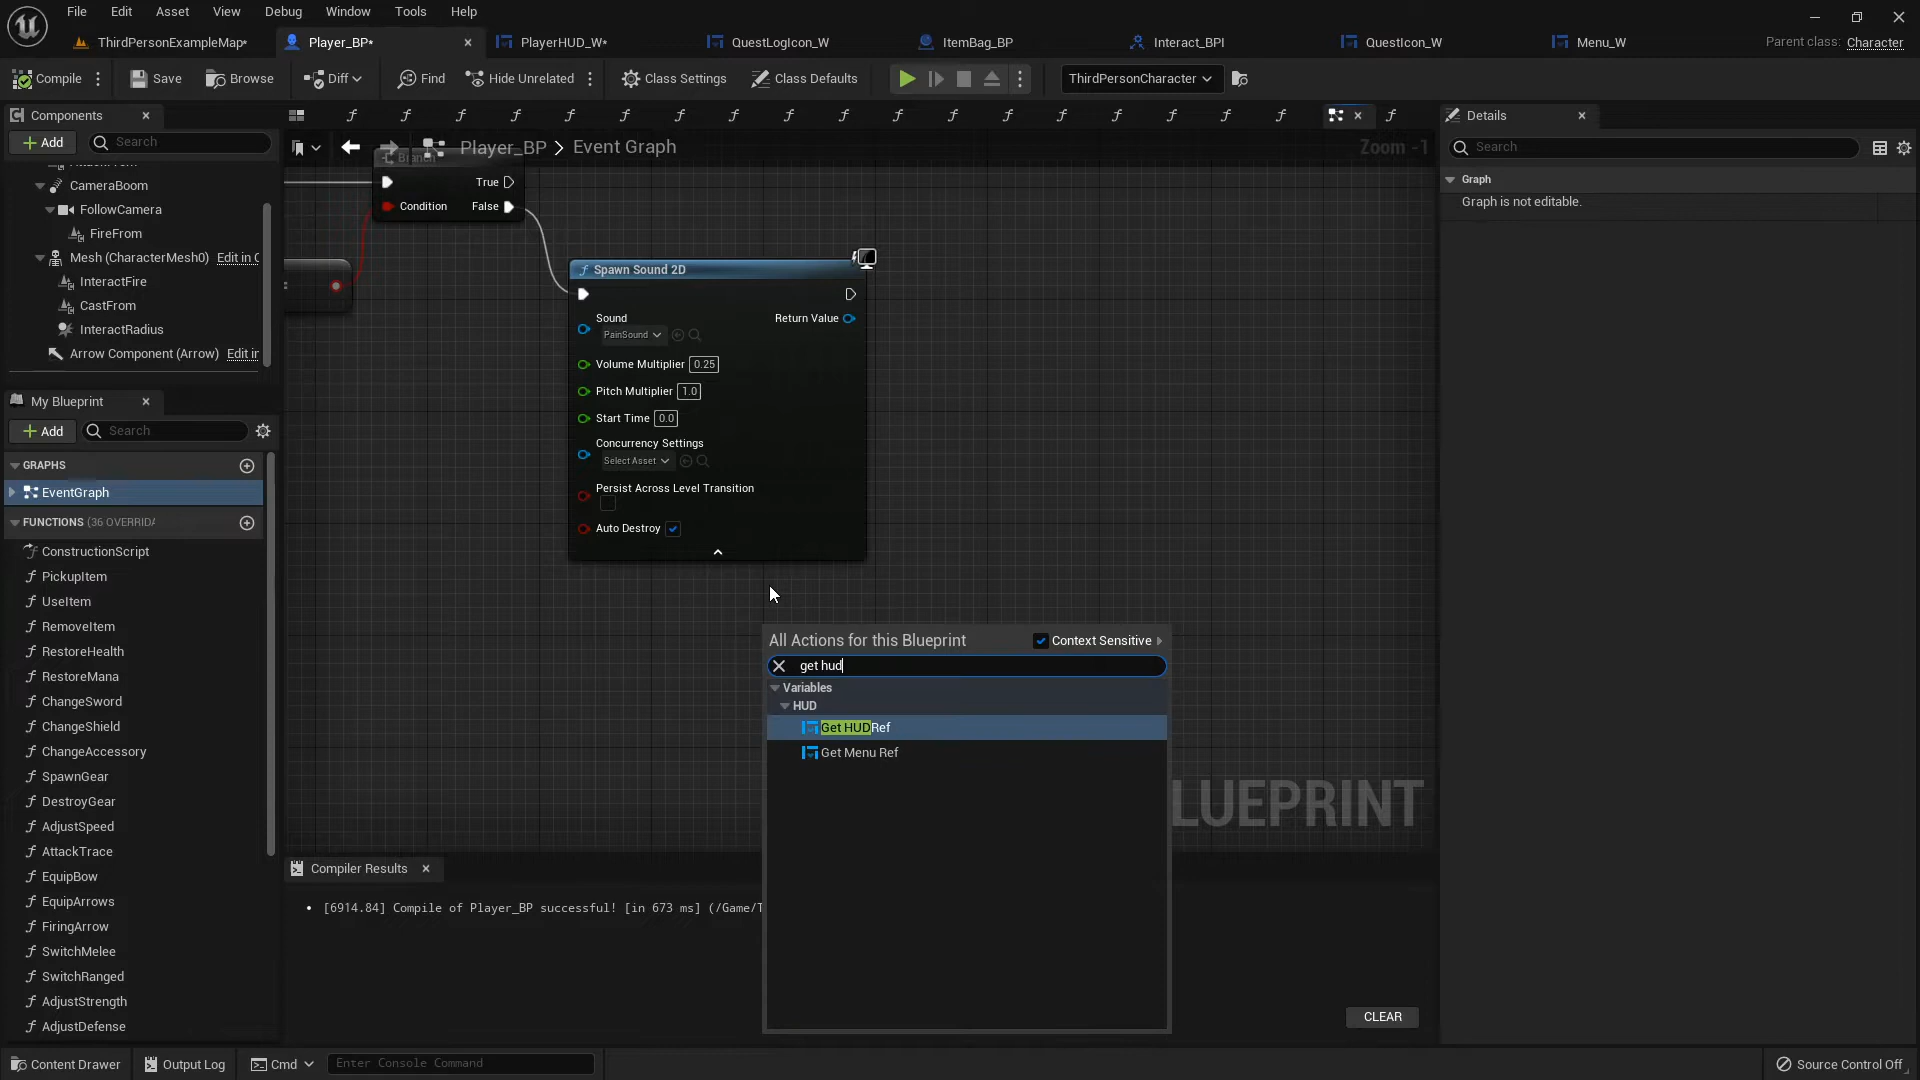 File Edit Asset View Debug Window Tools Help
ThirdPersonExampleMap* Player_BP* PlayerHUD_W* QuestLogIcon_W ItemBag_BP Interact_BPI QuestIcon_W Menu_W Parent class: Character
Compile Save Browse Diff Find Hide Unrelated Class Settings Class Defaults ThirdPersonCharacter
Components
Add Search
CameraBoom
FollowCamera
FireFrom
Mesh (CharacterMesh0) Edit in C
InteractFire
CastFrom
InteractRadius
Arrow Component (Arrow) Edit in
My Blueprint
Add Search
GRAPHS
EventGraph
FUNCTIONS (36 OVERRIDA
ConstructionScript
PickupItem
UseItem
RemoveItem
RestoreHealth
RestoreMana
ChangeSword
ChangeShield
ChangeAccessory
SpawnGear
DestroyGear
AdjustSpeed
AttackTrace
EquipBow
EquipArrows
FiringArrow
SwitchMelee
SwitchRanged
AdjustStrength
AdjustDefense
Player_BP > Event Graph Zoom -1
Branch
True
Condition False
Spawn Sound 2D
Sound
PainSound
Return Value
Volume Multiplier 0.25
Pitch Multiplier 1.0
Start Time 0.0
Concurrency Settings
Select Asset
Persist Across Level Transition
Auto Destroy
All Actions for this Blueprint Context Sensitive
get hud
Variables
HUD
Get HUDRef
Get Menu Ref
LUEPRINT
Compiler Results
[6914.84] Compile of Player_BP successful! [in 673 ms] (/Game/T
CLEAR
Details
Search
Graph
Graph is not editable.
Content Drawer Output Log Cmd Enter Console Command Source Control Off